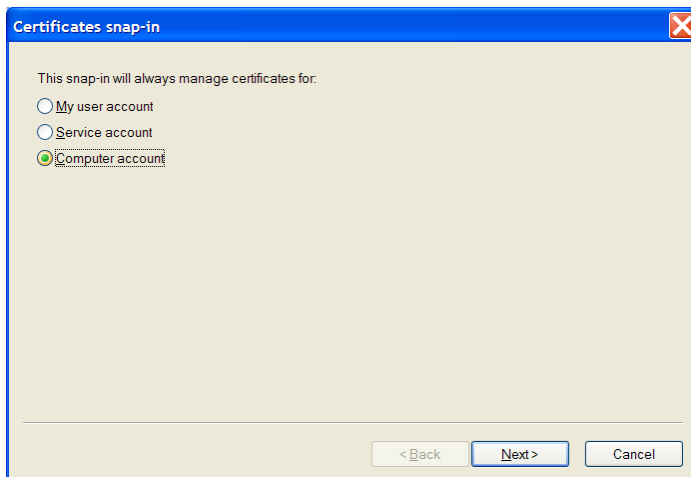 Certificates snap-in
This snap-in will always manage certificates for:
My user account
Service account
Computer account
< Back Next > Cancel